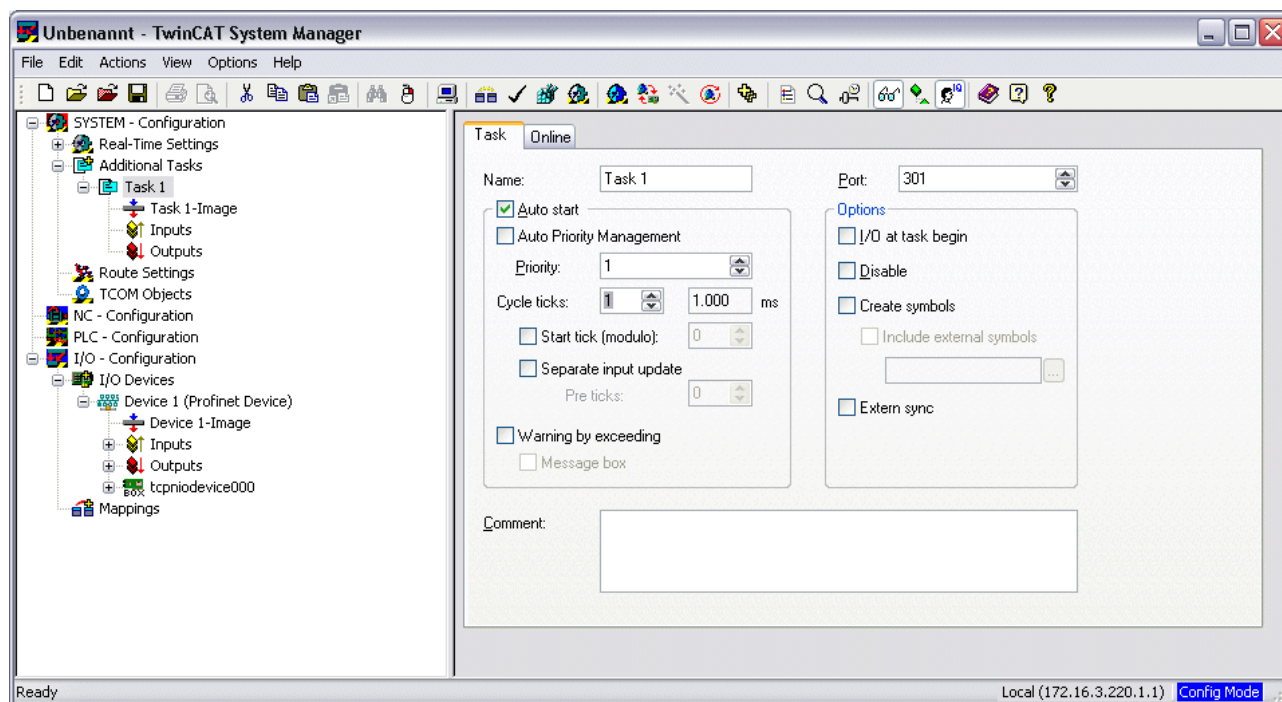 Unbenannt - TwinCAT System Manager
File Edit Actions View Options Help
SYSTEM - Configuration
Real-Time Settings
Additional Tasks
Task 1
Task 1-Image
Inputs
Outputs
Route Settings
TCOM Objects
NC - Configuration
PLC - Configuration
I/O - Configuration
I/O Devices
Device 1 (Profinet Device)
Device 1-Image
Inputs
Outputs
tcpniodevice000
Mappings
Task Online
Name: Task 1
Port: 301
Auto start
Auto Priority Management
Priority: 1
Cycle ticks: 1 1.000 ms
Start tick (modulo): 0
Separate input update
Pre ticks: 0
Warning by exceeding
Message box
Options
I/O at task begin
Disable
Create symbols
Include external symbols
...
Extern sync
Comment:
Ready
Local (172.16.3.220.1.1) Config Mode